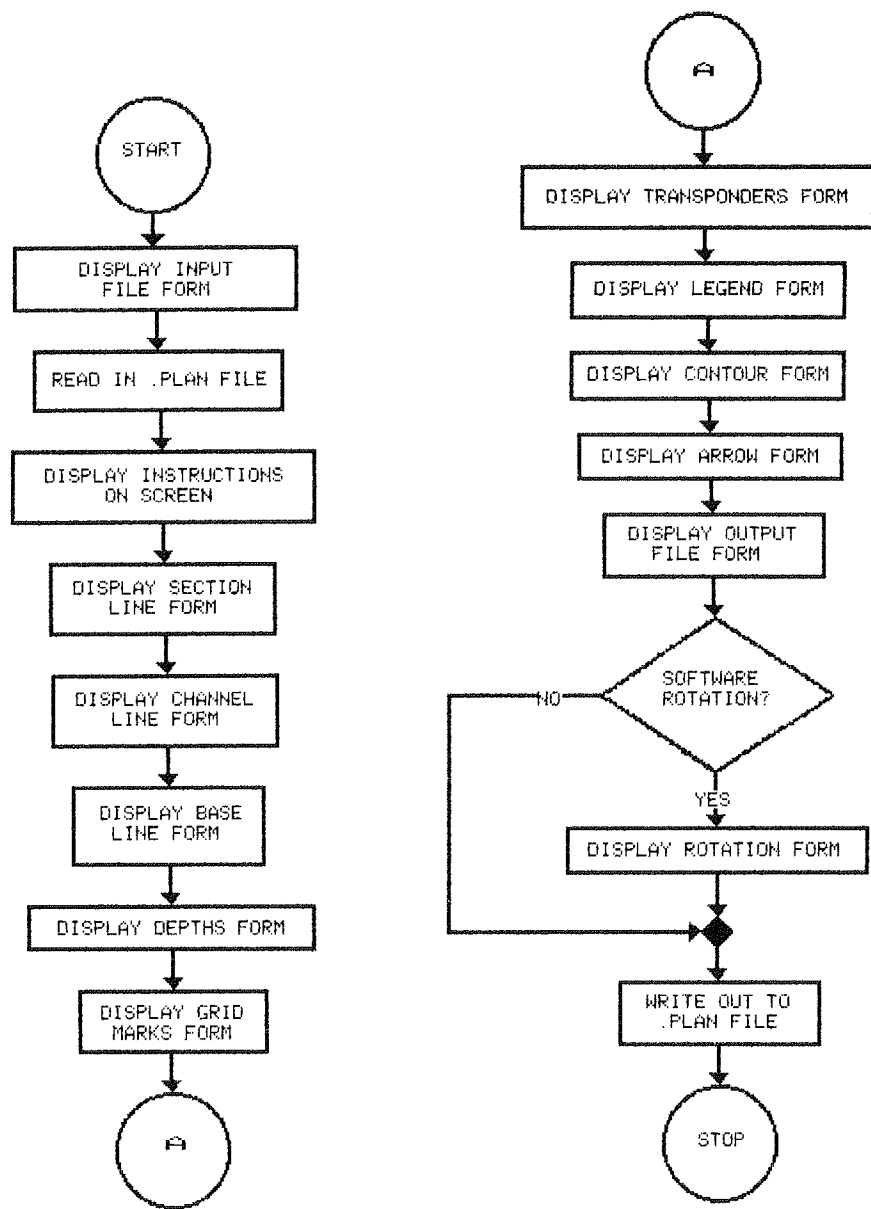 START
DISPLAY INPUT
FILE FORM
READ IN .PLAN FILE
DISPLAY INSTRUCTIONS
ON SCREEN
DISPLAY SECTION
LINE FORM
DISPLAY CHANNEL
LINE FORM
DISPLAY BASE
LINE FORM
DISPLAY DEPTHS FORM
DISPLAY GRID
MARKS FORM
A
A
DISPLAY TRANSPONDERS FORM
DISPLAY LEGEND FORM
DISPLAY CONTOUR FORM
DISPLAY ARROW FORM
DISPLAY OUTPUT
FILE FORM
SOFTWARE
ROTATION?
NO
YES
DISPLAY ROTATION FORM
WRITE OUT TO
.PLAN FILE
STOP